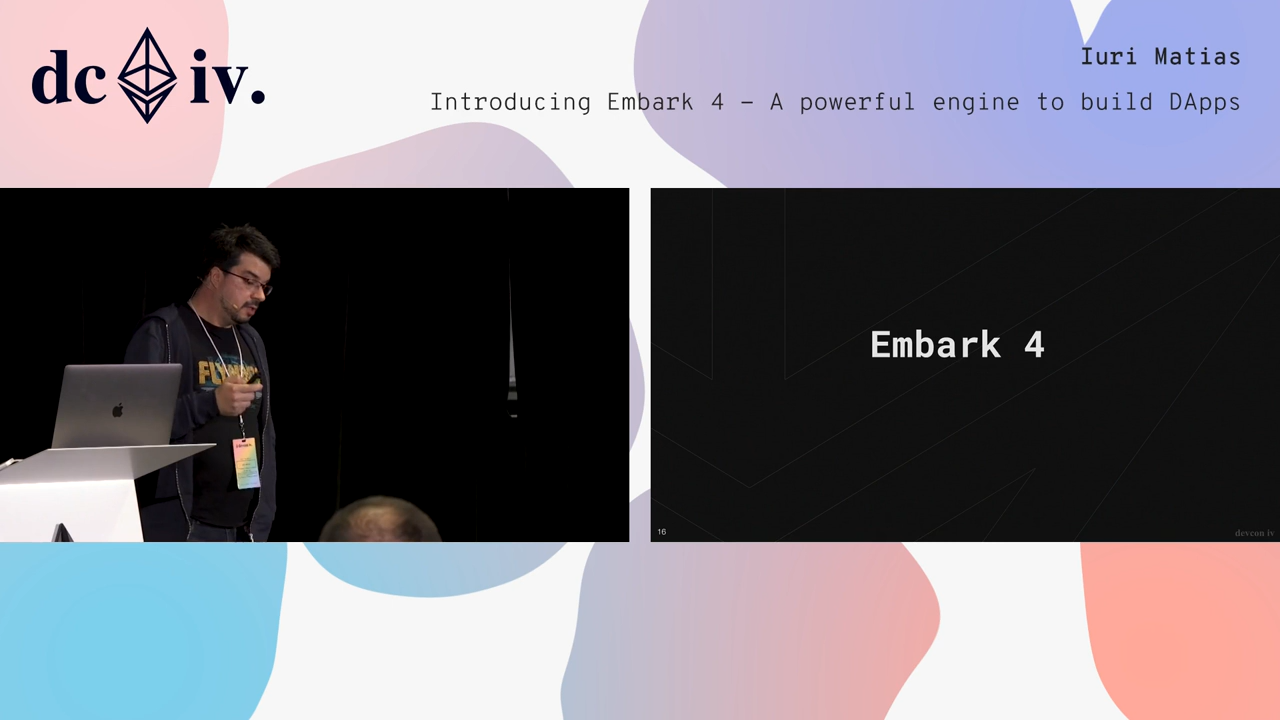 dc iv.
Iuri Matias
Introducing Embark 4 – A powerful engine to build DApps
Embark 4
16
devcon iv